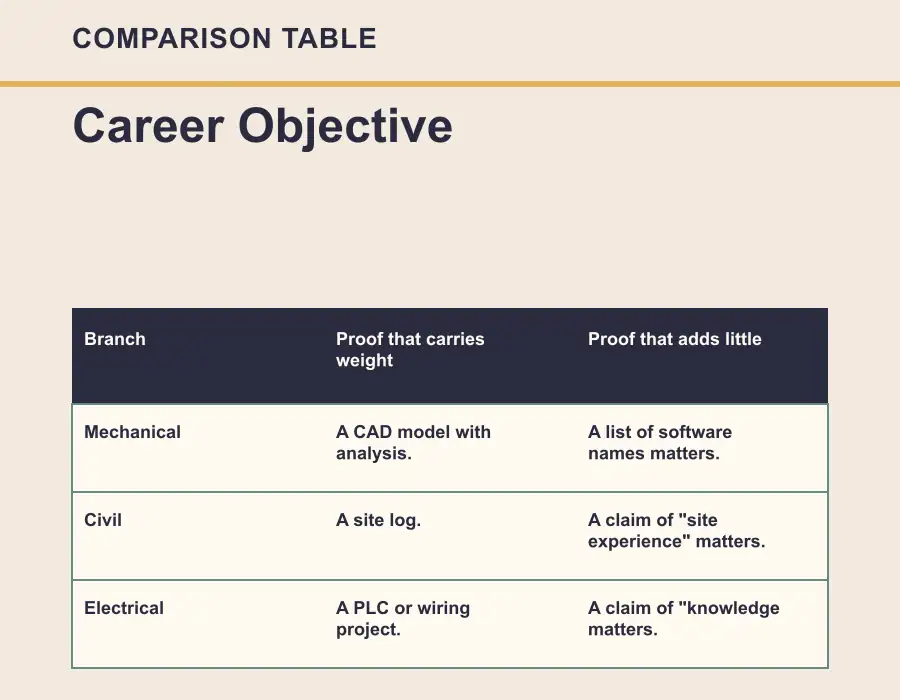 COMPARISON TABLE
Career Objective
Branch
Proof that carries
weight
Proof that adds little
Mechanical
A CAD model with
analysis.
A list of software
names matters.
Civil
A site log.
A claim of "site
experience" matters.
Electrical
A PLC or wiring
project.
A claim of "knowledge
matters.